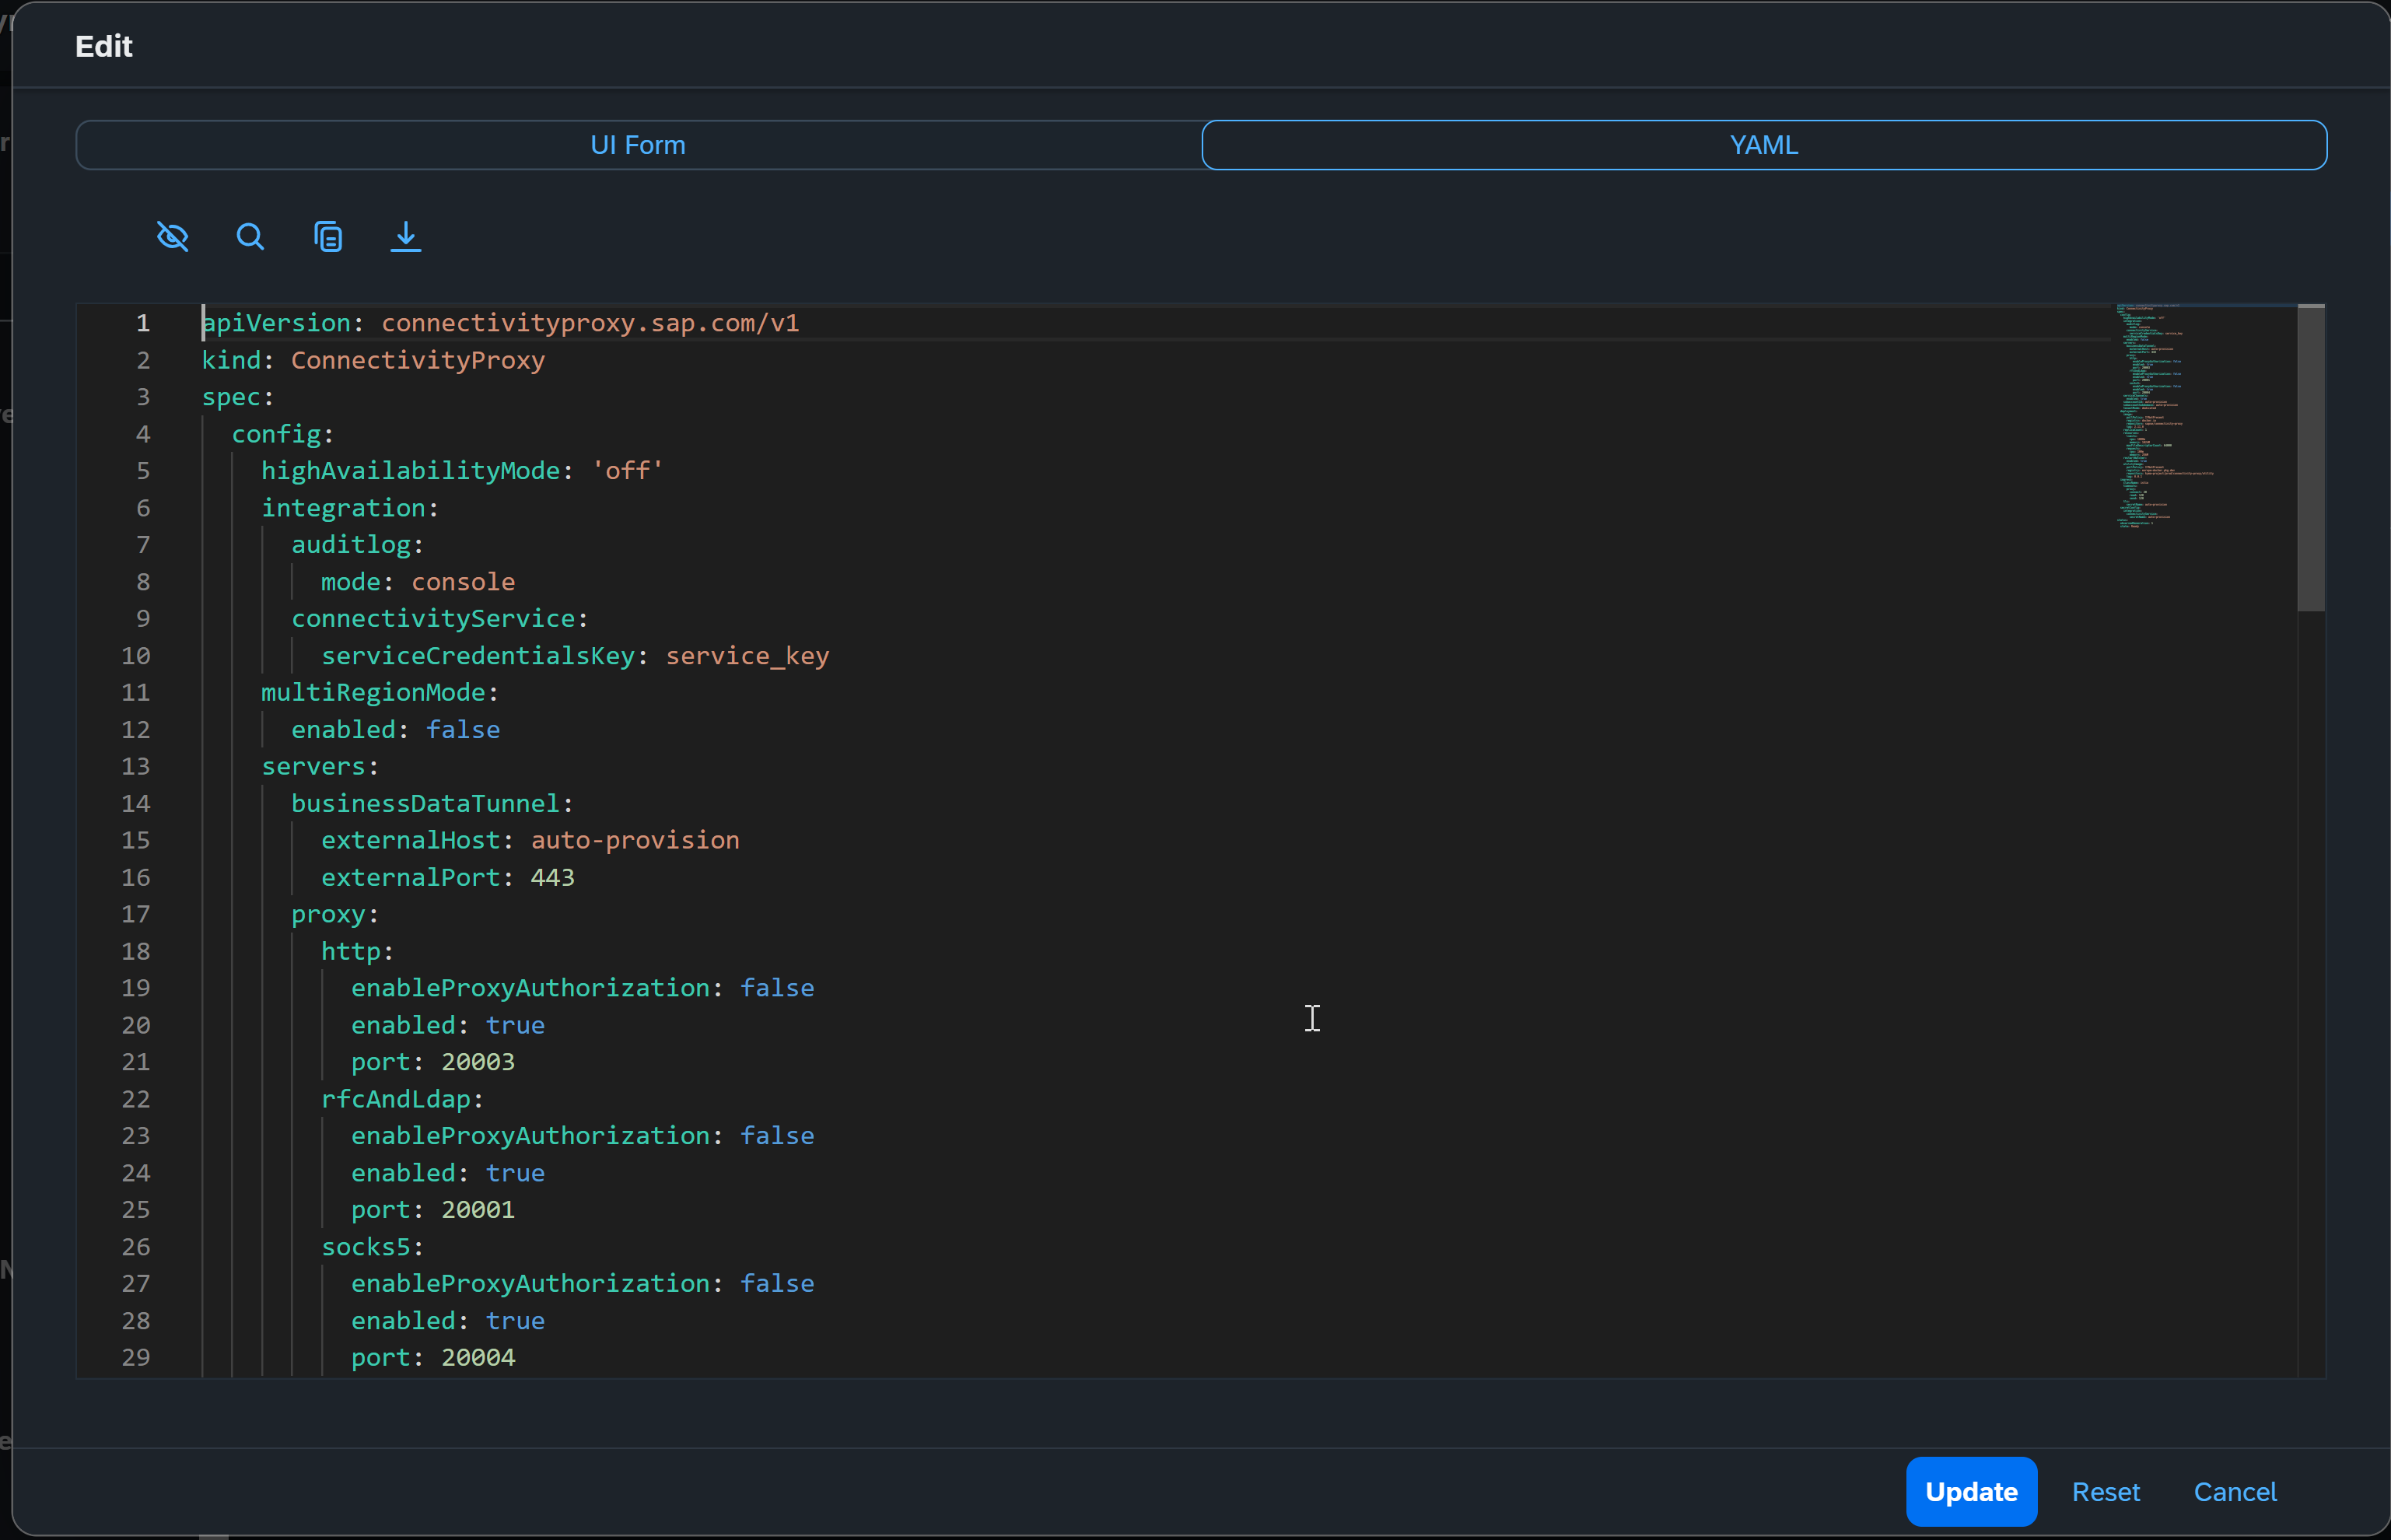 Edit
UI Form
YAML
1 apiVersion: connectivityproxy.sap.com/v1
2 kind: ConnectivityProxy
3 spec:
4   config:
5     highAvailabilityMode: 'off'
6     integration:
7       auditlog:
8         mode: console
9       connectivityService:
10         serviceCredentialsKey: service_key
11     multiRegionMode:
12       enabled: false
13     servers:
14       businessDataTunnel:
15         externalHost: auto-provision
16         externalPort: 443
17       proxy:
18         http:
19           enableProxyAuthorization: false
20           enabled: true
21           port: 20003
22         rfcAndLdap:
23           enableProxyAuthorization: false
24           enabled: true
25           port: 20001
26         socks5:
27           enableProxyAuthorization: false
28           enabled: true
29           port: 20004
Update
Reset
Cancel